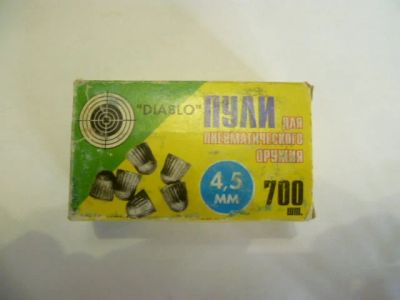 "DIABLO" ПУЛИ ДЛЯ
ПНЕВМАТИЧЕСКОГО
ОРУЖИЯ
4,5
ММ
700
шт.